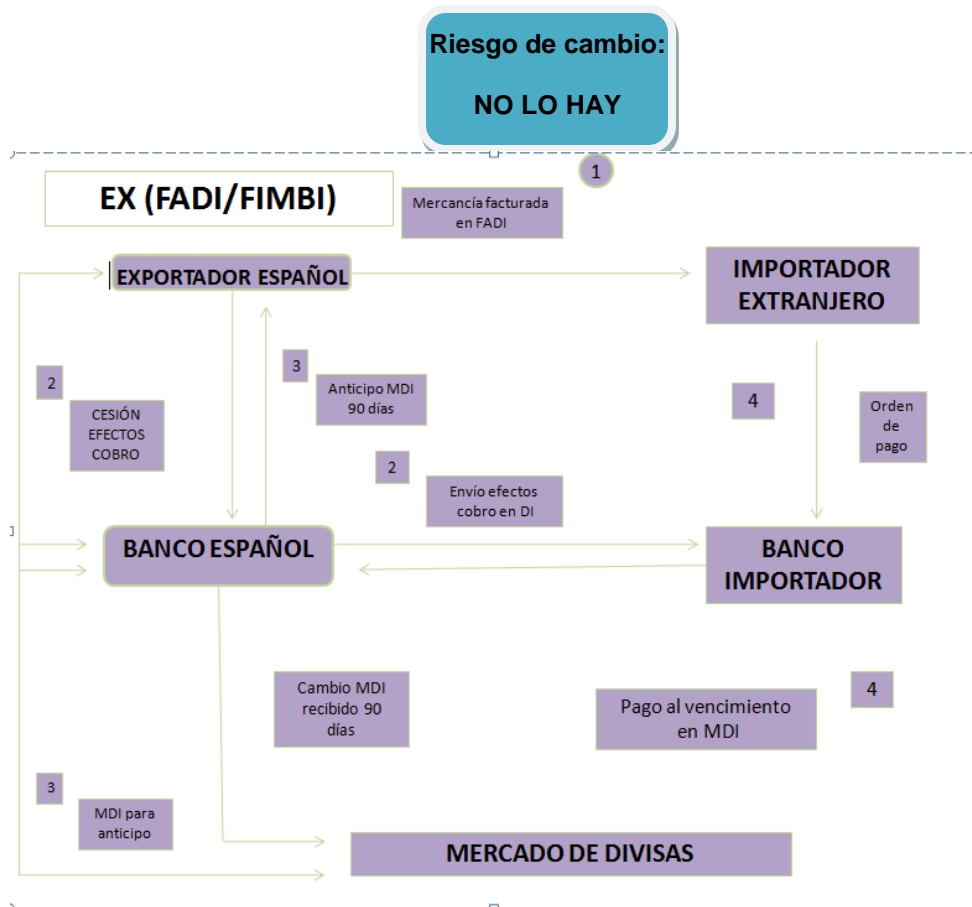 Riesgo de cambio:
NO LO HAY
1
EX (FADI/FIMBI)
Mercancía facturada
en FADI
EXPORTADOR ESPAÑOL
IMPORTADOR
EXTRANJERO
2
CESIÓN
EFECTOS
COBRO
3
Anticipo MDI
90 días
2
Envío efectos
cobro en DI
4
Orden
de
pago
BANCO ESPAÑOL
BANCO
IMPORTADOR
Cambio MDI
recibido 90
días
Pago al vencimiento
en MDI
4
3
MDI para
anticipo
MERCADO DE DIVISAS